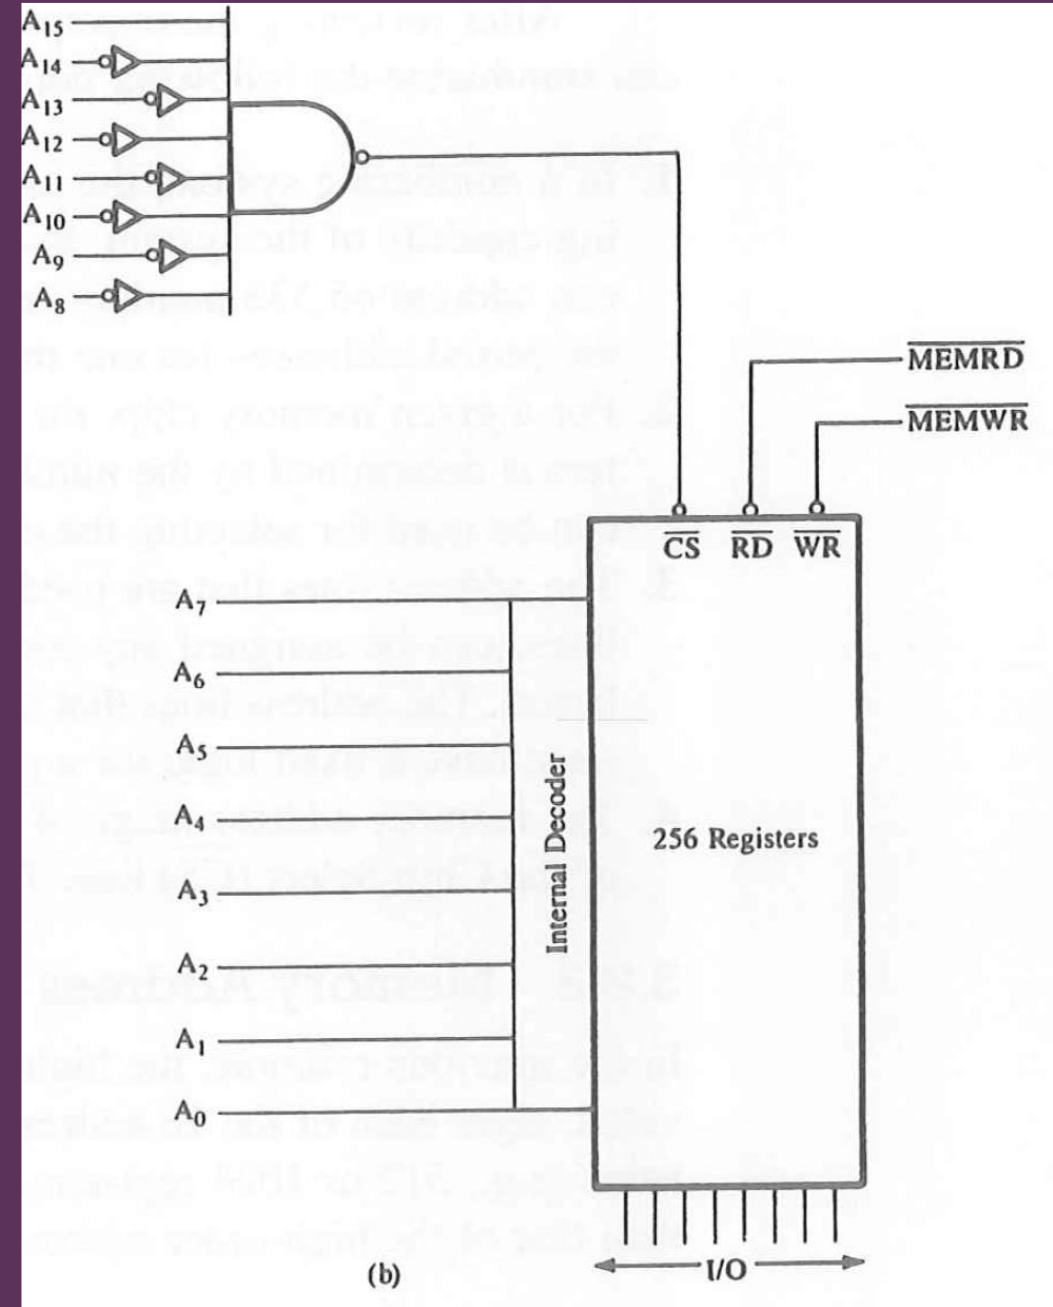 A15
A14
A13
A12
A11
A10
A9
A8
MEMRD
MEMWR
CS RD WR
A7
A6
A5
A4
A3
A2
A1
A0
Internal Decoder
256 Registers
I/O
(b)